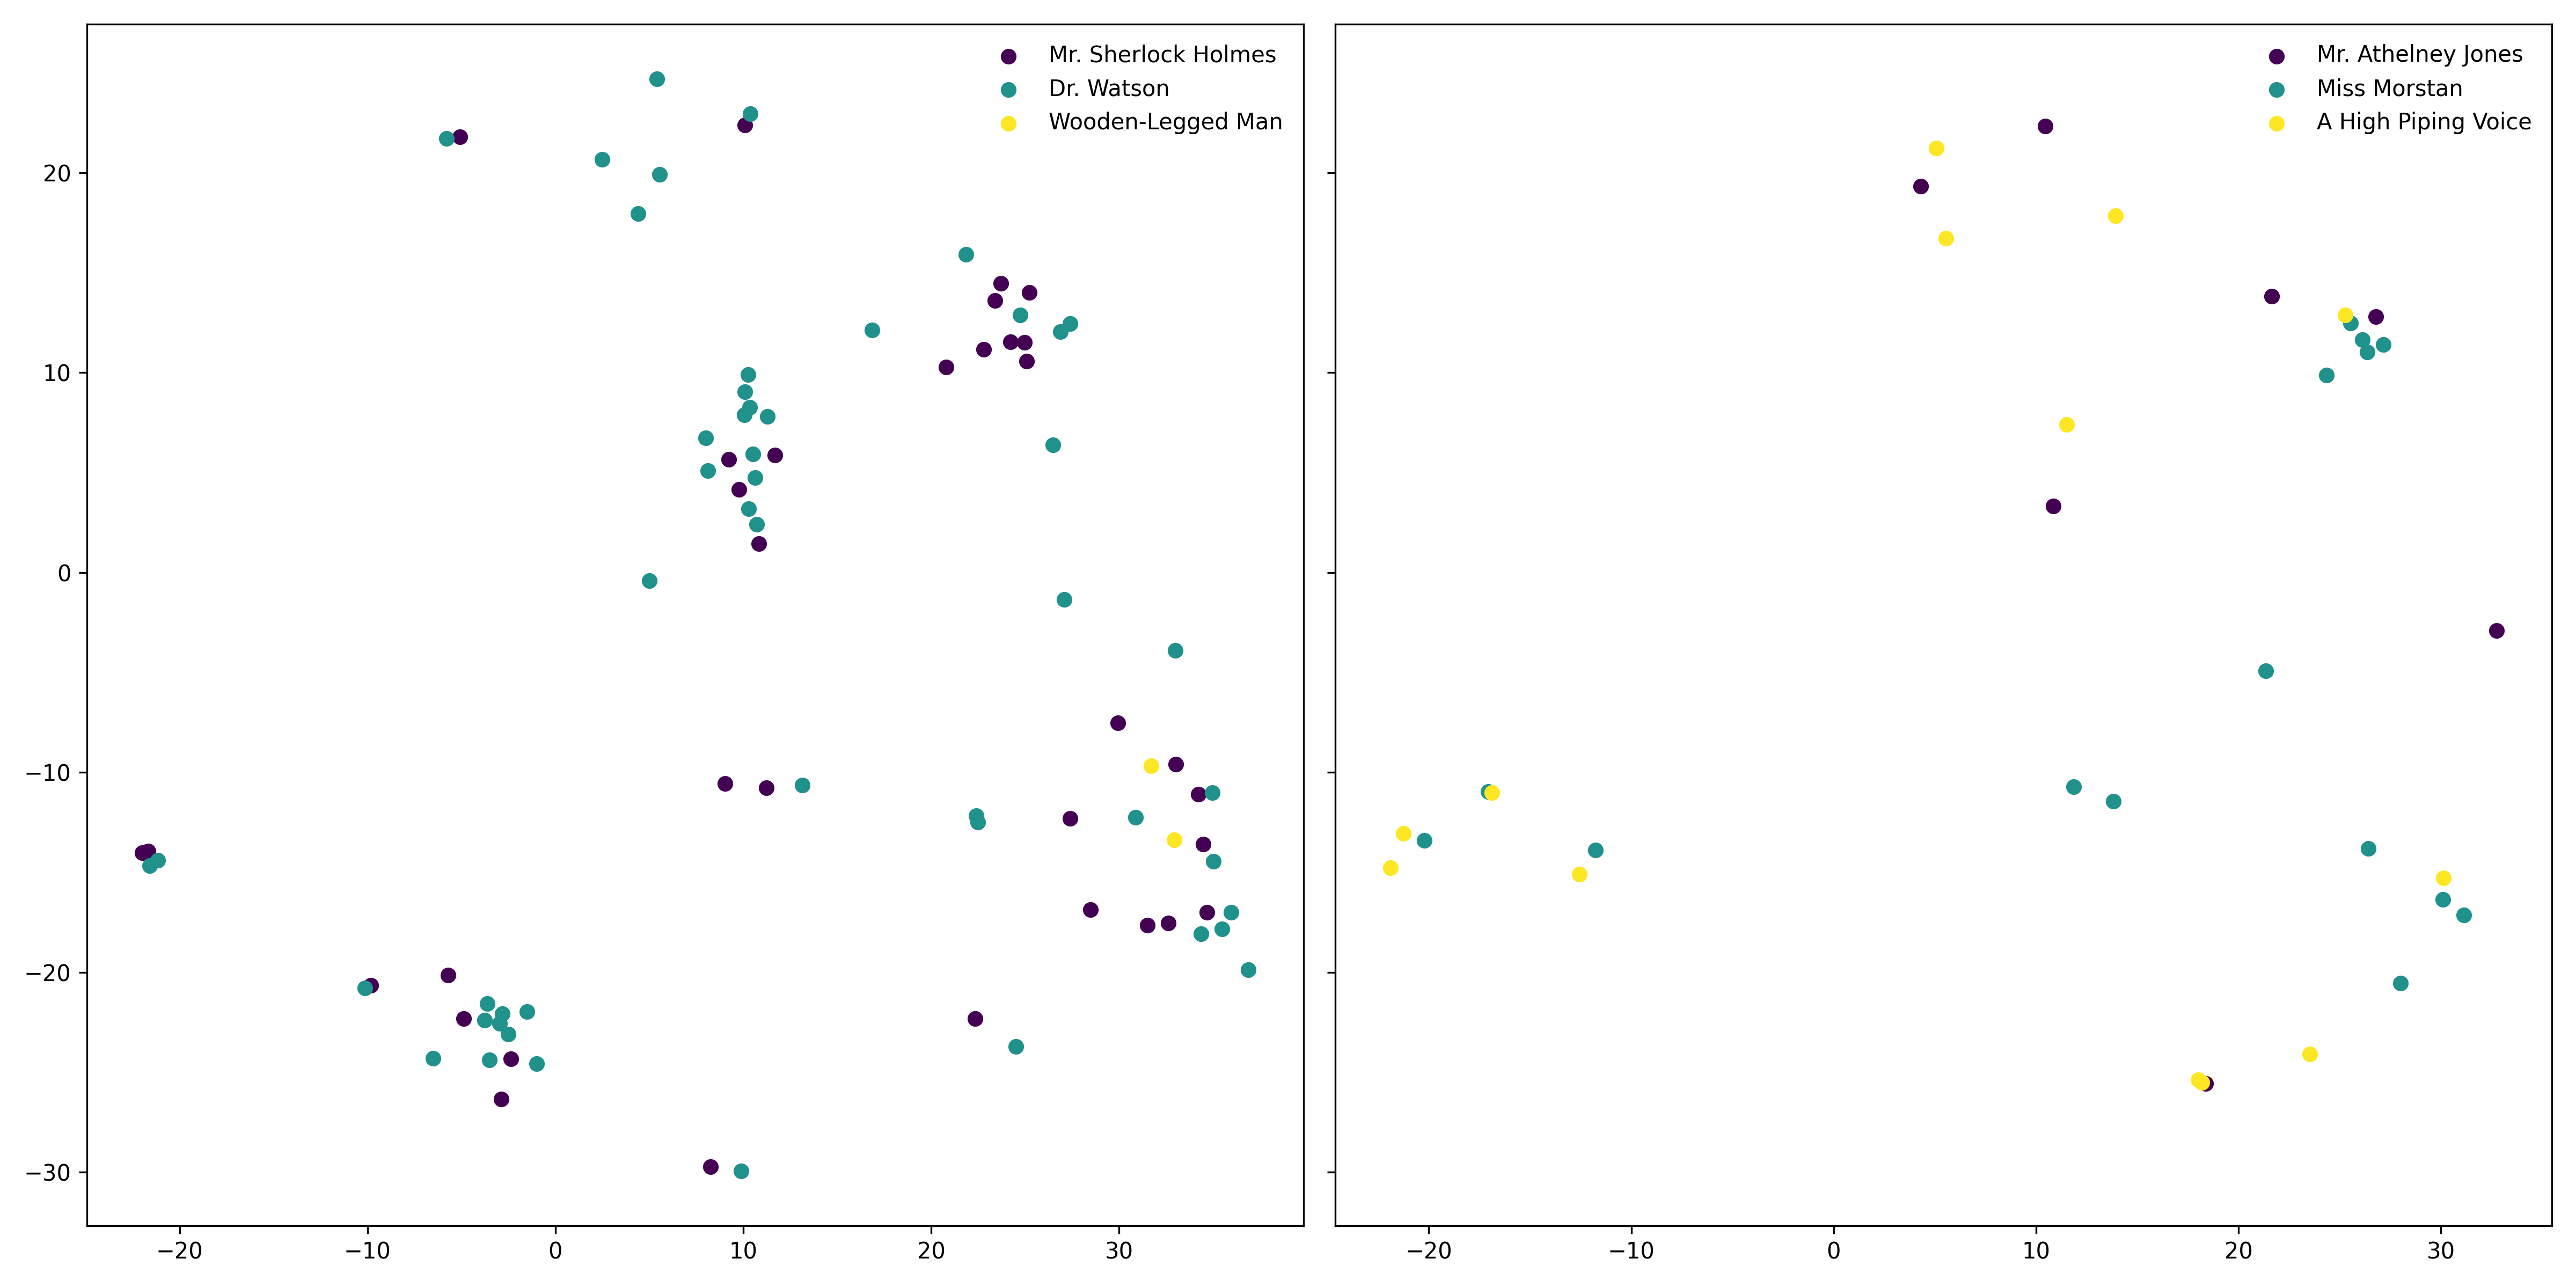 Mr. Sherlock Holmes
Dr. Watson
Wooden-Legged Man
Mr. Athelney Jones
Miss Morstan
A High Piping Voice
20
10
0
−10
−20
−30
−20 −10 0 10 20 30
−20 −10 0 10 20 30